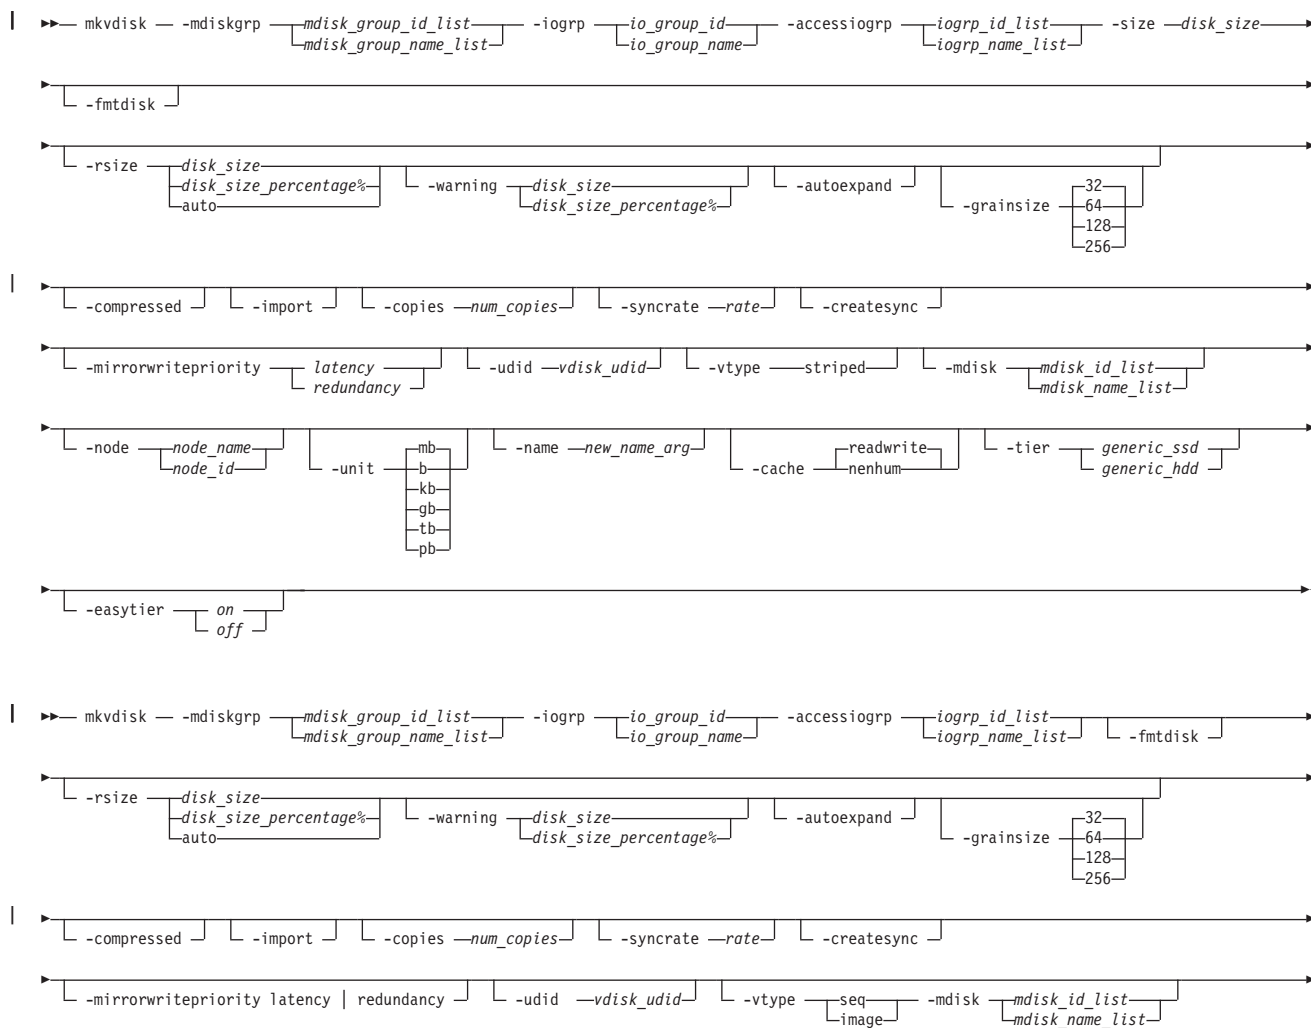 mkvdisk -mdiskgrp mdisk_group_id_list -iogrp io_group_id -accessiogrp iogrp_id_list -size disk_size
mdisk_group_name_list io_group_name iogrp_name_list
-fmtdisk
-rsize disk_size
disk_size_percentage% -warning disk_size -autoexpand 32
auto disk_size_percentage% -grainsize 64
128
256
-compressed -import -copies num_copies -syncrate rate -createsync
-mirrorwritepriority latency -udid vdisk_udid -vtype striped -mdisk mdisk_id_list
redundancy mdisk_name_list
-node node_name mb -name new_name_arg readwrite -tier generic_ssd
node_id -unit b -cache nenhum generic_hdd
kb
gb
tb
pb
-easytier on
off
mkvdisk -mdiskgrp mdisk_group_id_list -iogrp io_group_id -accessiogrp iogrp_id_list
mdisk_group_name_list io_group_name iogrp_name_list -fmtdisk
-rsize disk_size
disk_size_percentage% -warning disk_size -autoexpand 32
auto disk_size_percentage% -grainsize 64
128
256
-compressed -import -copies num_copies -syncrate rate -createsync
-mirrorwritepriority latency | redundancy -udid vdisk_udid -vtype seq -mdisk mdisk_id_list
image mdisk_name_list